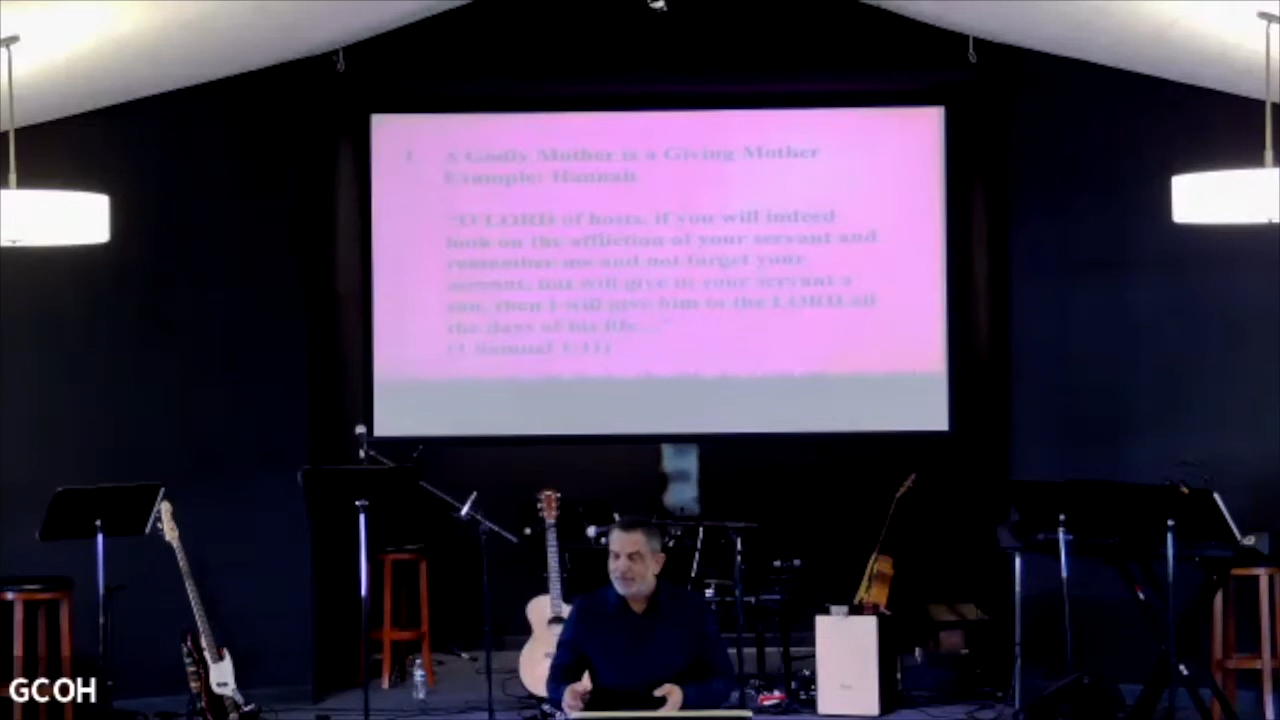 A Godly Mother is a Giving Mother
Example: Hannah
"O LORD of hosts, if you will indeed
look on the affliction of your servant and
remember me and not forget your
servant, but will give to your servant a
son, then I will give him to the LORD all
the days of his life..."
(1 Samuel 1:11)
GCOH